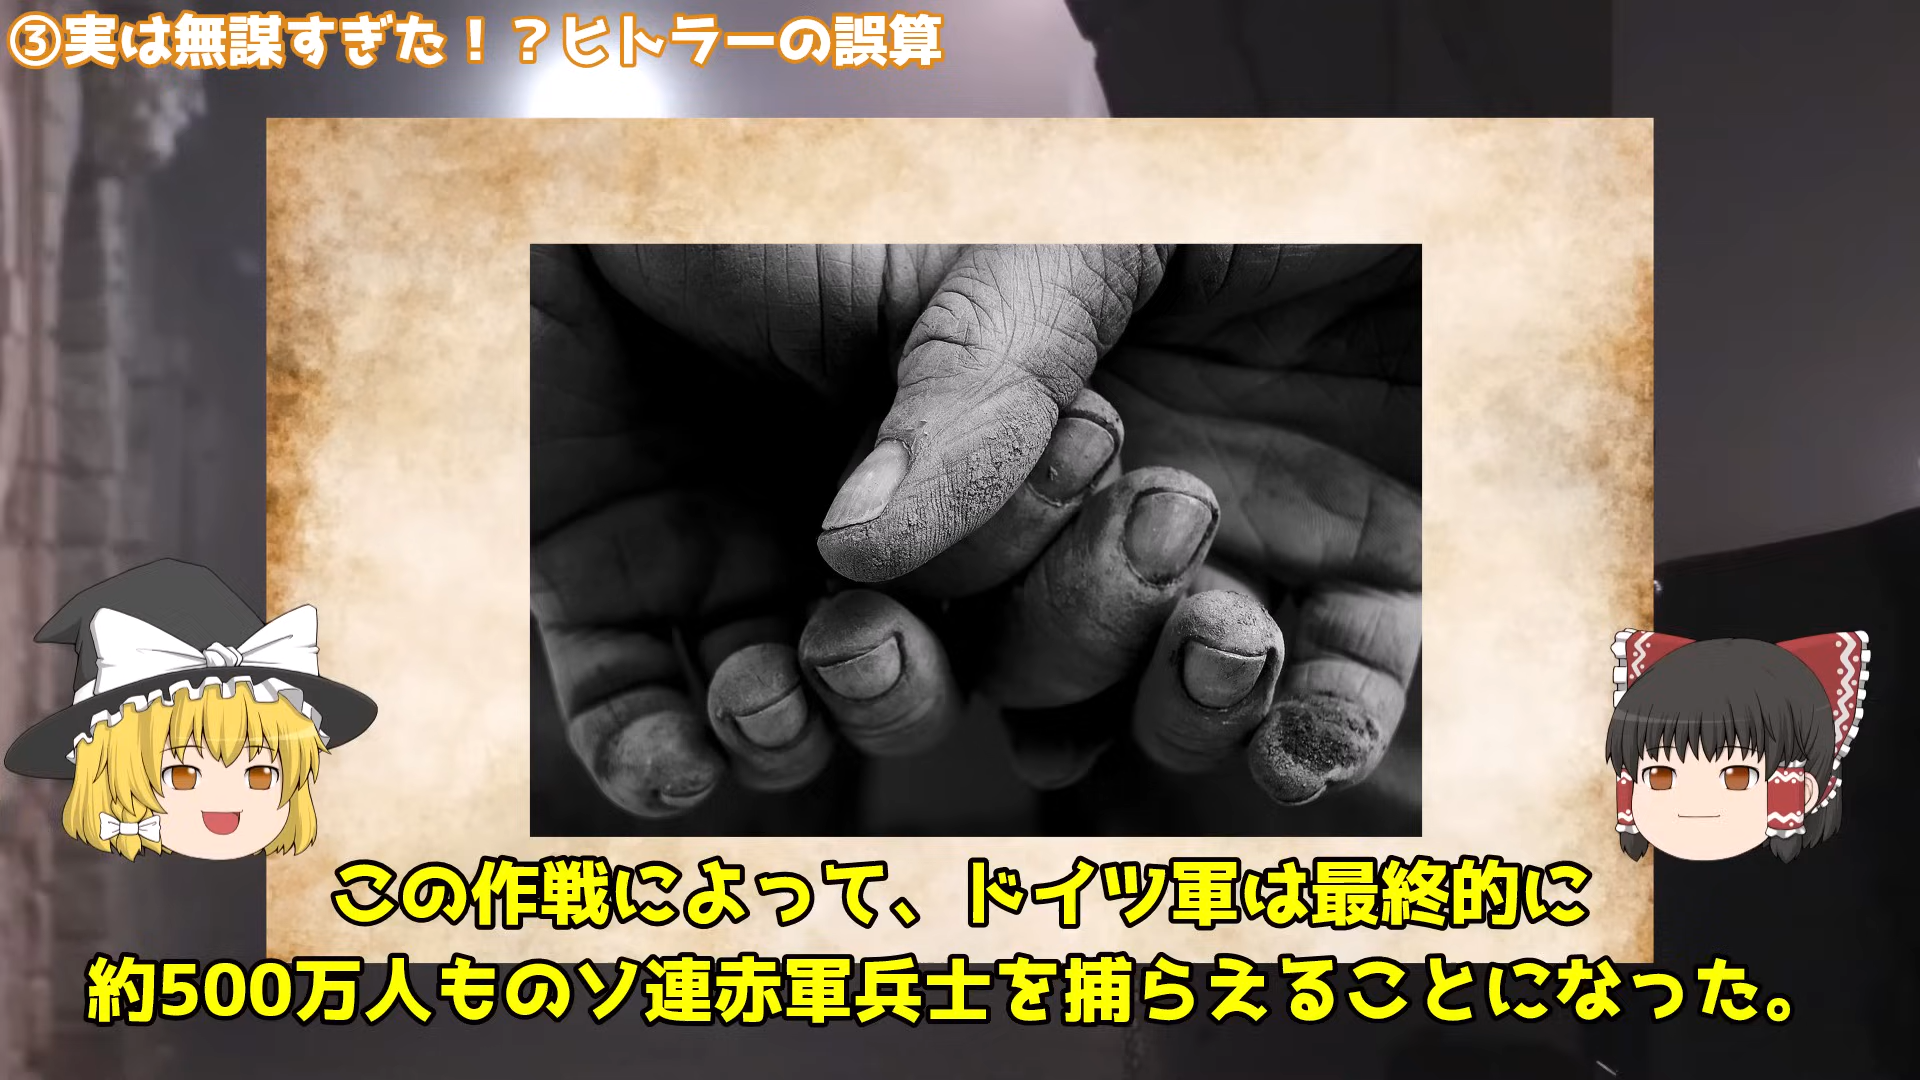 ③実は無謀すぎた！？ヒトラーの誤算
この作戦によって、ドイツ軍は最終的に
約500万人ものソ連赤軍兵士を捕らえることになった。